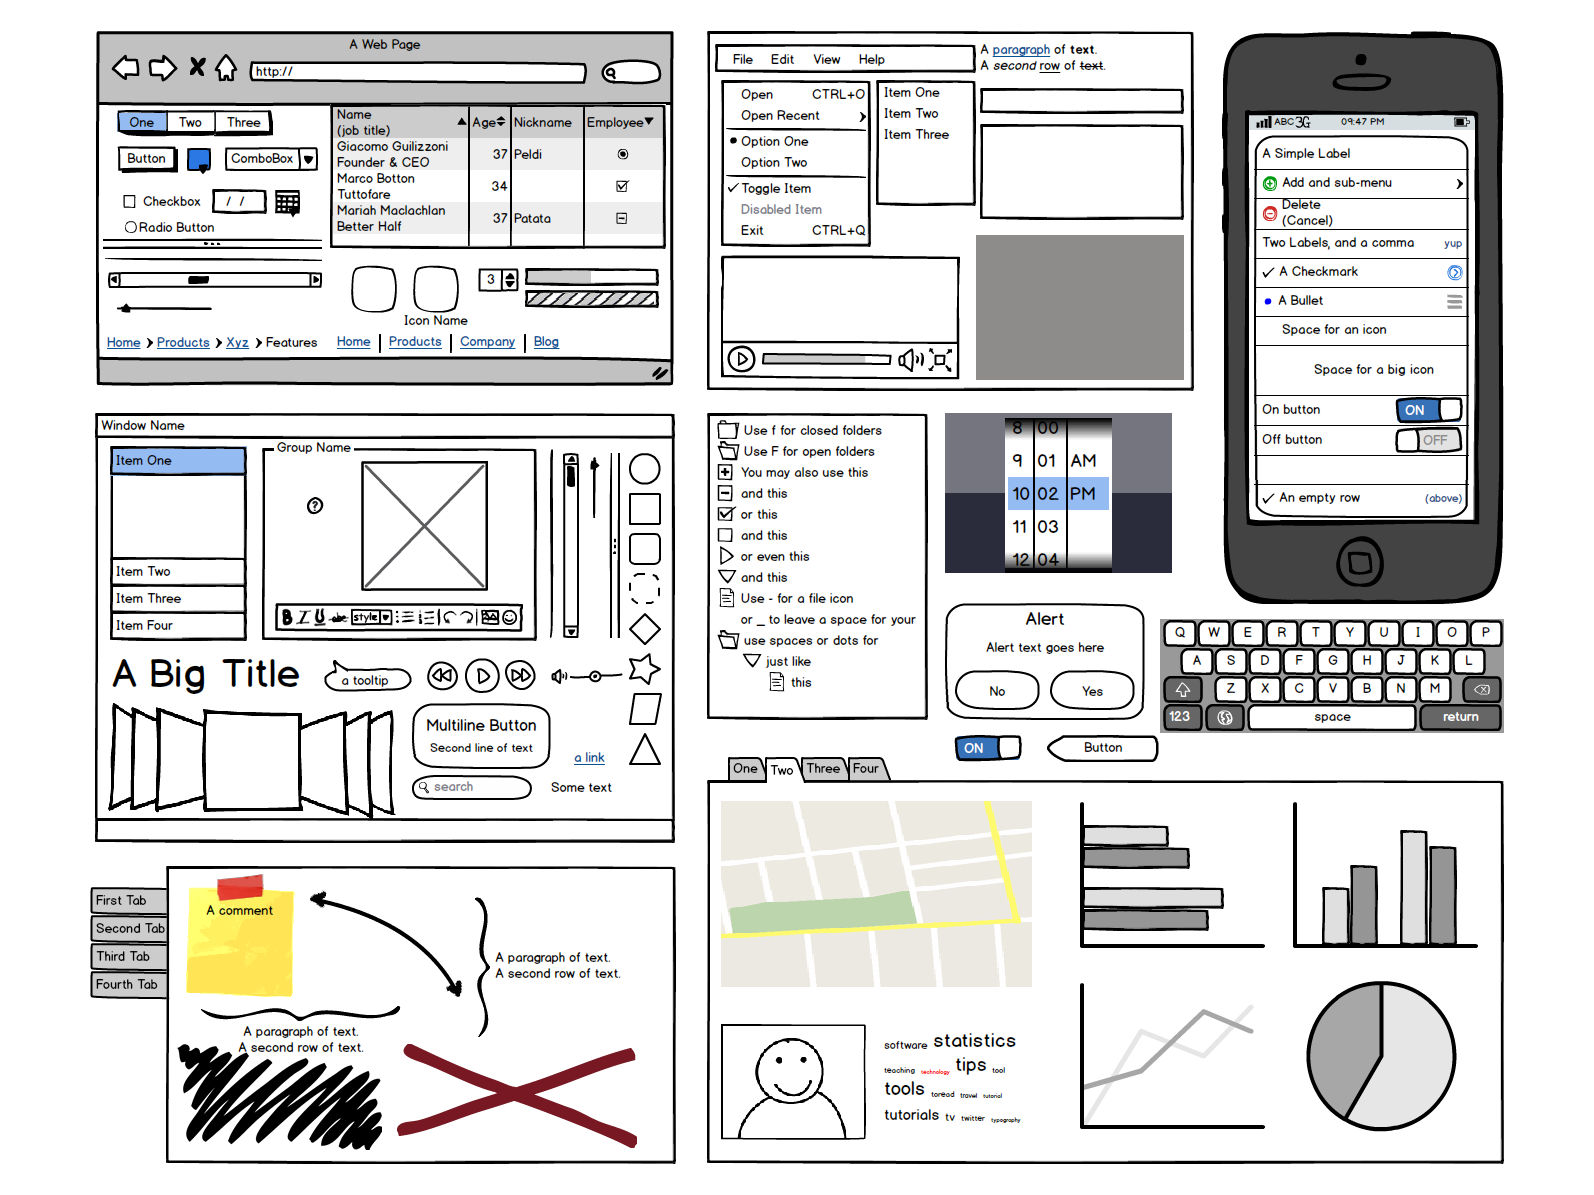 A Web Page
http://
One Two Three
Button ComboBox
Checkbox / /
Radio Button
Name
(job title) Age Nickname Employee
Giacomo Guilizzoni
Founder & CEO 37 Peldi
Marco Botton
Tuttofare 34
Mariah Maclachlan
Better Half 37 Patata
3
Icon Name
Home Products Xyz Features
Home Products Company Blog
File Edit View Help
Open CTRL+O
Open Recent
Option One
Option Two
Toggle Item
Disabled Item
Exit CTRL+Q
Item One
Item Two
Item Three
A paragraph of text.
A second row of text.
ABC 3G 09:47 PM
A Simple Label
Add and sub-menu
Delete
(Cancel)
Two Labels, and a comma yup
A Checkmark
A Bullet
Space for an icon
Space for a big icon
On button ON
Off button OFF
An empty row (above)
Window Name
Item One
Item Two
Item Three
Item Four
Group Name
?
B I U abc style
A Big Title
a tooltip
Multiline Button
Second line of text
a link
search
Some text
Use f for closed folders
Use F for open folders
You may also use this
and this
or this
and this
or even this
and this
Use - for a file icon
or _ to leave a space for your
use spaces or dots for
just like
this
8 00
9 01 AM
10 02 PM
11 03
12 04
Alert
Alert text goes here
No Yes
ON
Button
Q W E R T Y U I O P
A S D F G H J K L
Z X C V B N M
123 space return
First Tab
Second Tab
Third Tab
Fourth Tab
A comment
A paragraph of text.
A second row of text.
A paragraph of text.
A second row of text.
One Two Three Four
software statistics
teaching technology tips tool
tools toread travel tutorial
tutorials tv twitter typography